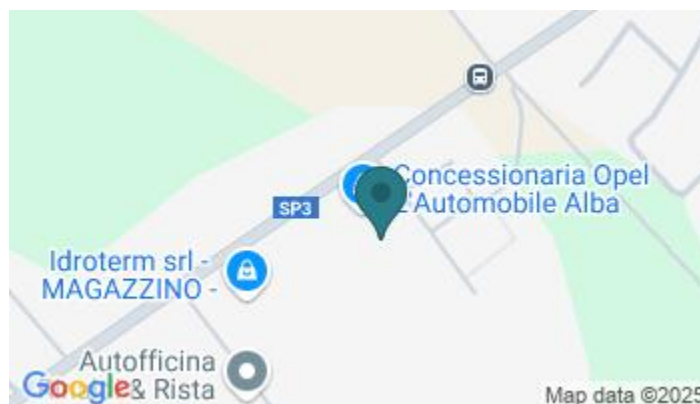 Concessionaria Opel
L'Automobile Alba
SP3
Idroterm srl -
MAGAZZINO -
Autofficina
& Rista
Google
Map data ©2025